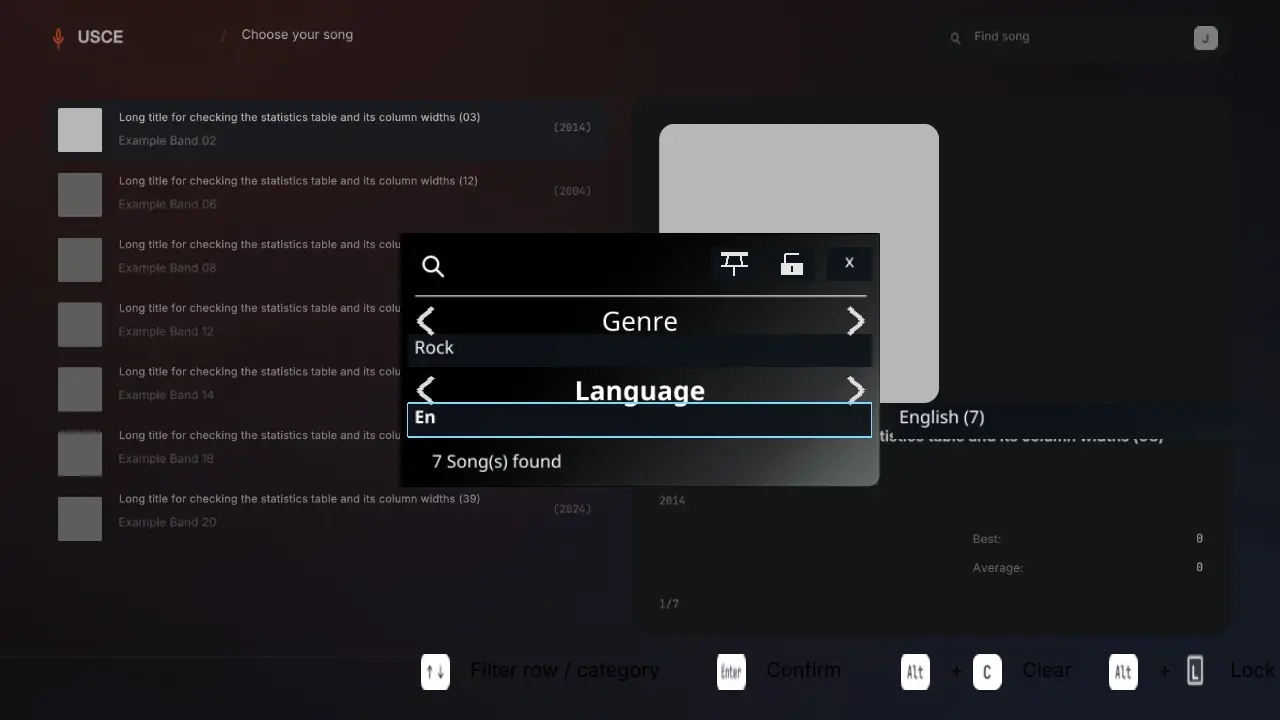 USCE / Choose your song
Find song
J
Long title for checking the statistics table and its column widths (03)
Example Band 02
(2014)
Long title for checking the statistics table and its column widths (12)
Example Band 06
(2004)
Long title for checking the statistics table and its colu
Example Band 08
Long title for checking the statistics table and its colu
Example Band 12
Long title for checking the statistics table and its colu
Example Band 14
Long title for checking the statistics table and its colu
Example Band 18
Long title for checking the statistics table and its column widths (39)
Example Band 20
(2024)
X
Genre
Rock
Language
En
English (7)
7 Song(s) found
table and its column widths
2014
Best: 0
Average: 0
1/7
↑↓ Filter row / category
Enter Confirm
Alt + C Clear
Alt + L Lock